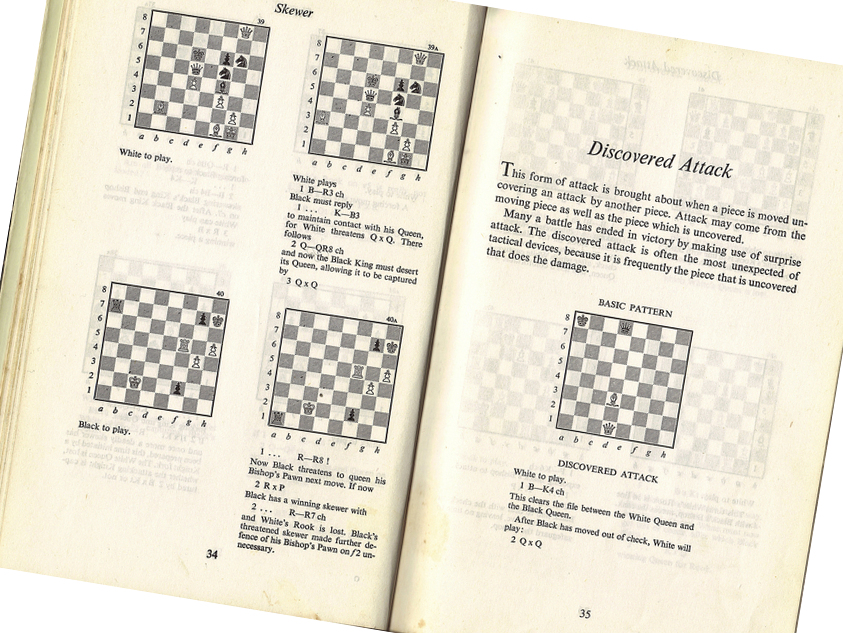 Skewer
39
8
7
6
5
4
3
2
1
a b c d e f g h
White to play.
39A
8
7
6
5
4
3
2
1
a b c d e f g h
White plays
1 B—R3 ch
Black must reply
1 . . . K—B3
to maintain contact with his Queen,
for White threatens Q x Q. There
follows
2 Q—QR8 ch
and now the Black King must desert
its Queen, allowing it to be captured
by
3 Q x Q
40
8
7
6
5
4
3
2
1
a b c d e f g h
Black to play.
40A
8
7
6
5
4
3
2
1
a b c d e f g h
1 . . . R—R8 !
Now Black threatens to queen his
Bishop's Pawn next move. If now
2 R x P
Black has a winning skewer with
2 . . . R—R7 ch
and White's Rook is lost. Black's
threatened skewer made further de-
fence of his Bishop's Pawn on f2 un-
necessary.
34
Discovered Attack
This form of attack is brought about when a piece is moved un-
covering an attack by another piece. Attack may come from the
moving piece as well as the piece which is uncovered.
Many a battle has ended in victory by making use of surprise
attack. The discovered attack is often the most unexpected of
tactical devices, because it is frequently the piece that is uncovered
that does the damage.
BASIC PATTERN
8
7
6
5
4
3
2
1
a b c d e f g h
DISCOVERED ATTACK
White to play.
1 B—K4 ch
This clears the file between the White Queen and
the Black Queen.
After Black has moved out of check, White will
play:
2 Q x Q
35